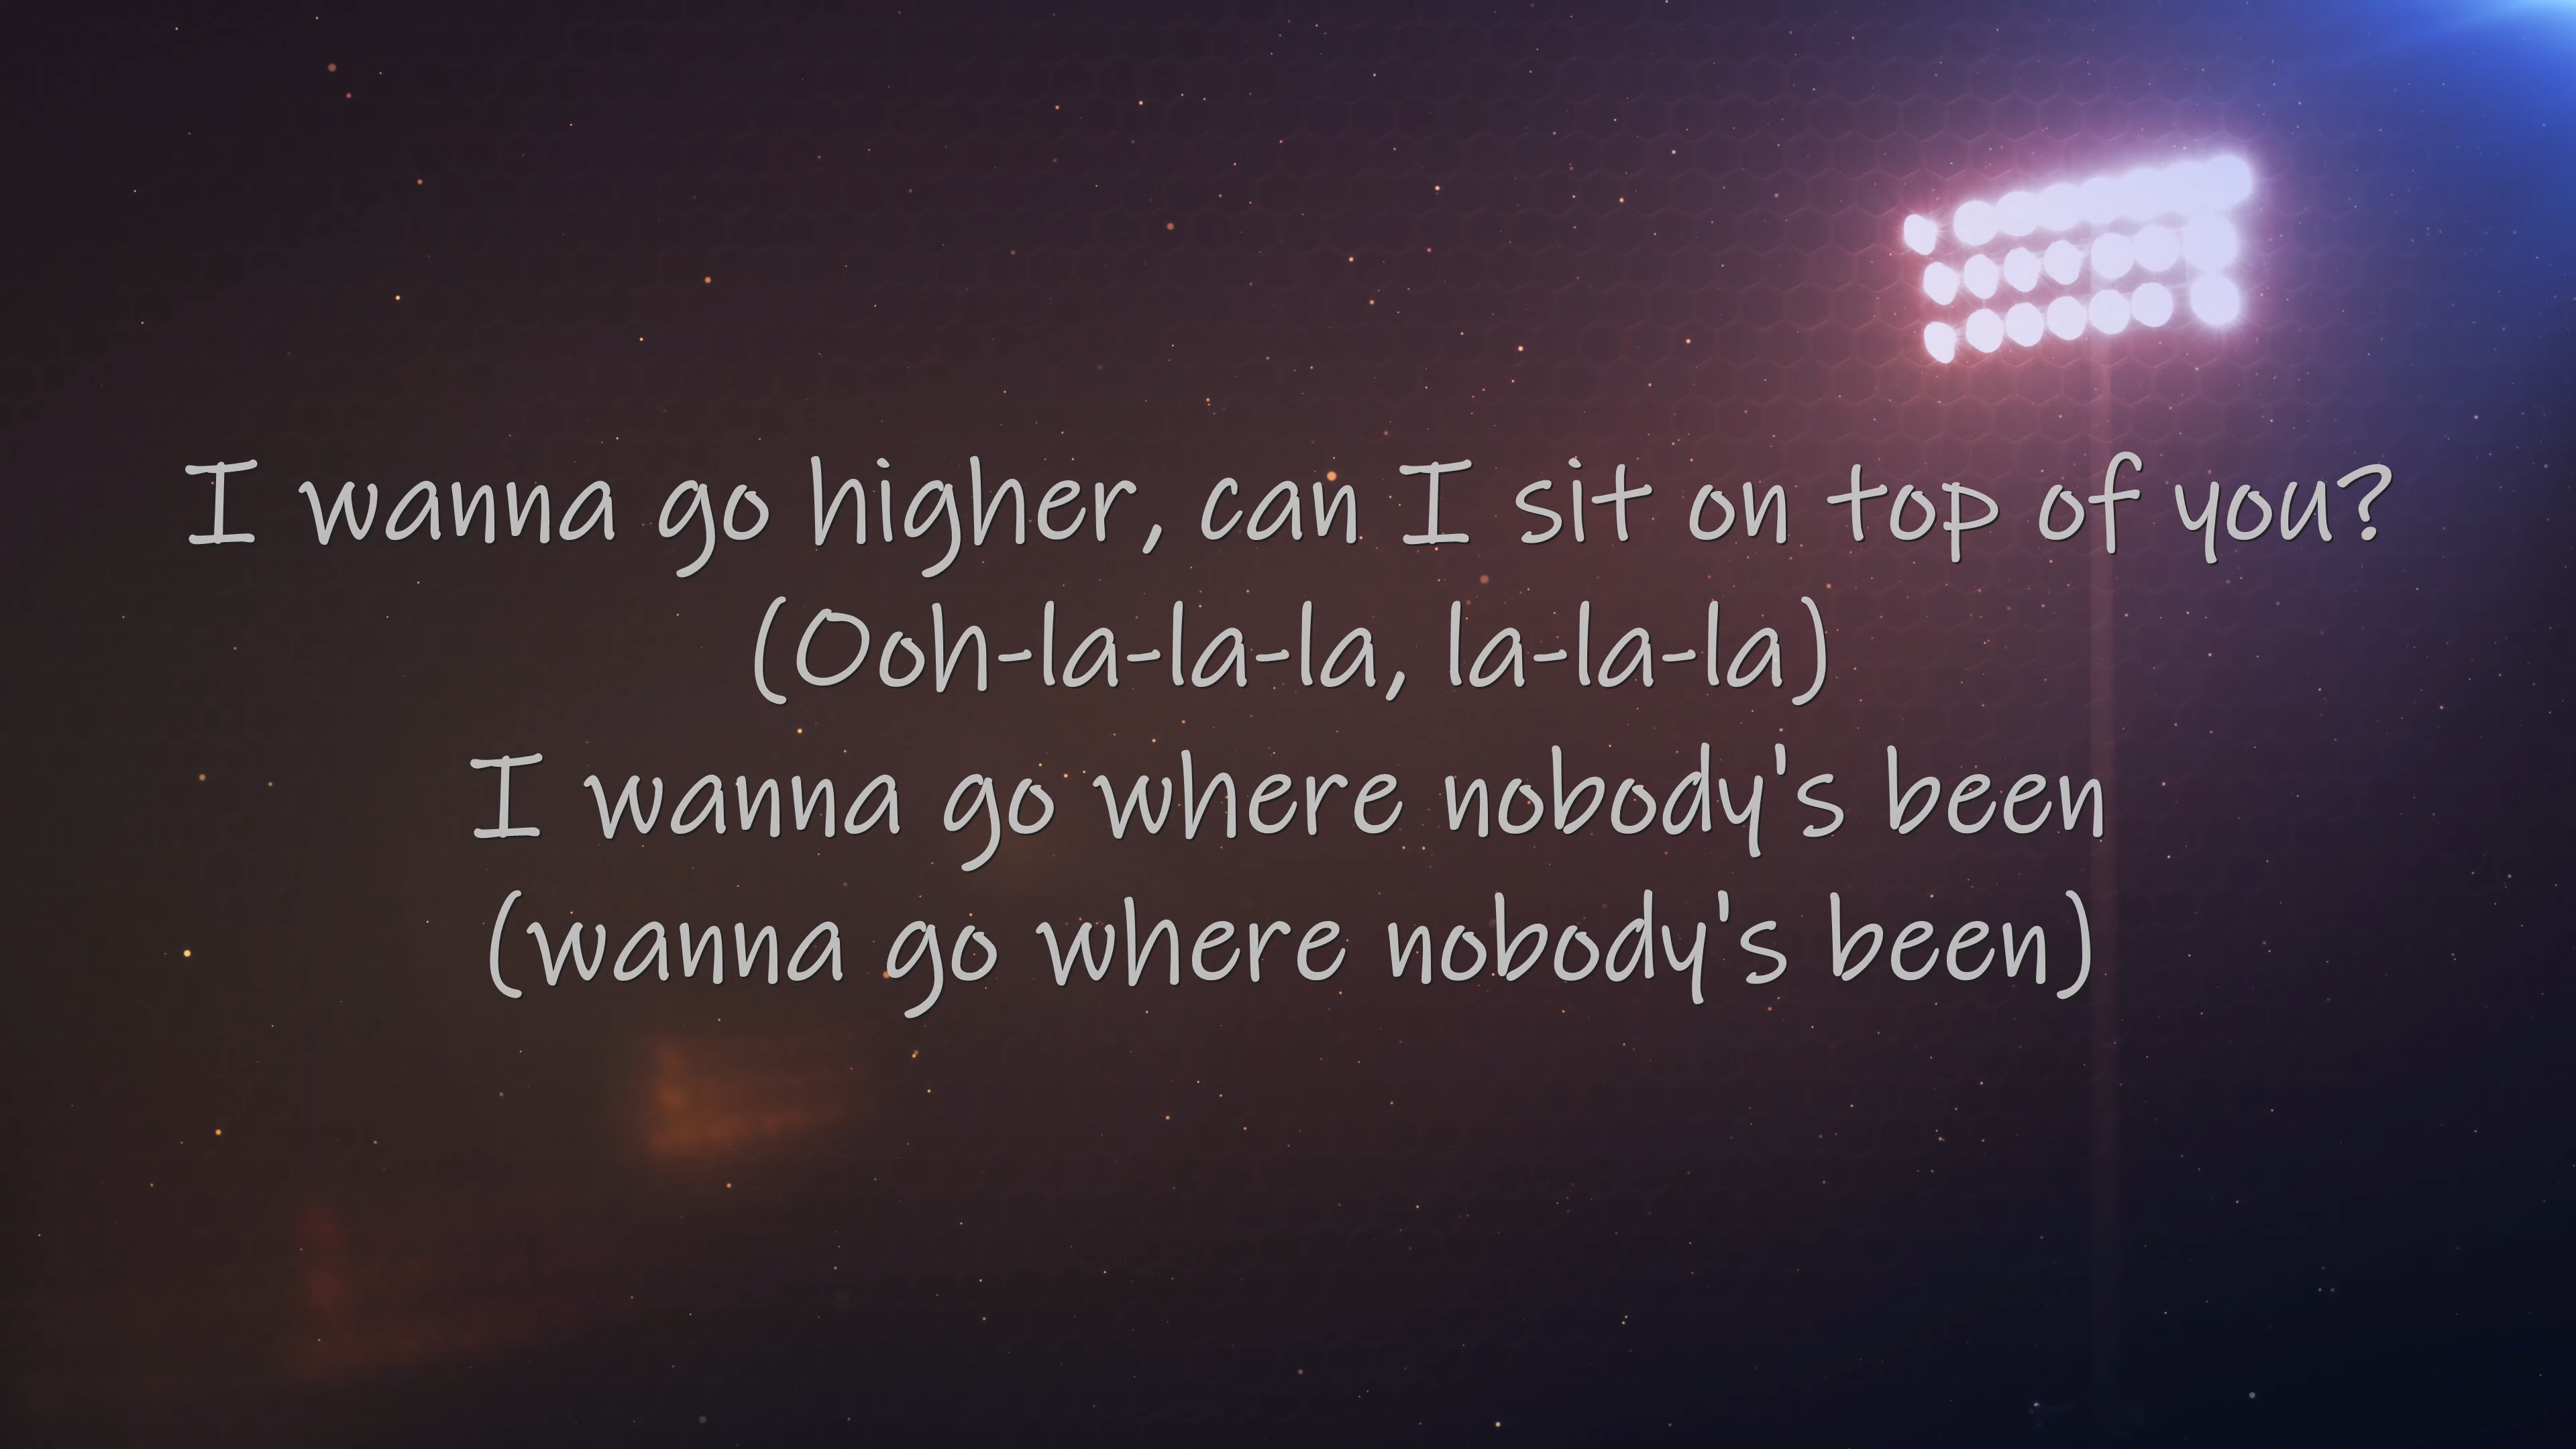 I wanna go higher, can I sit on top of you?
(Ooh-la-la-la, la-la-la)
I wanna go where nobody's been
(wanna go where nobody's been)